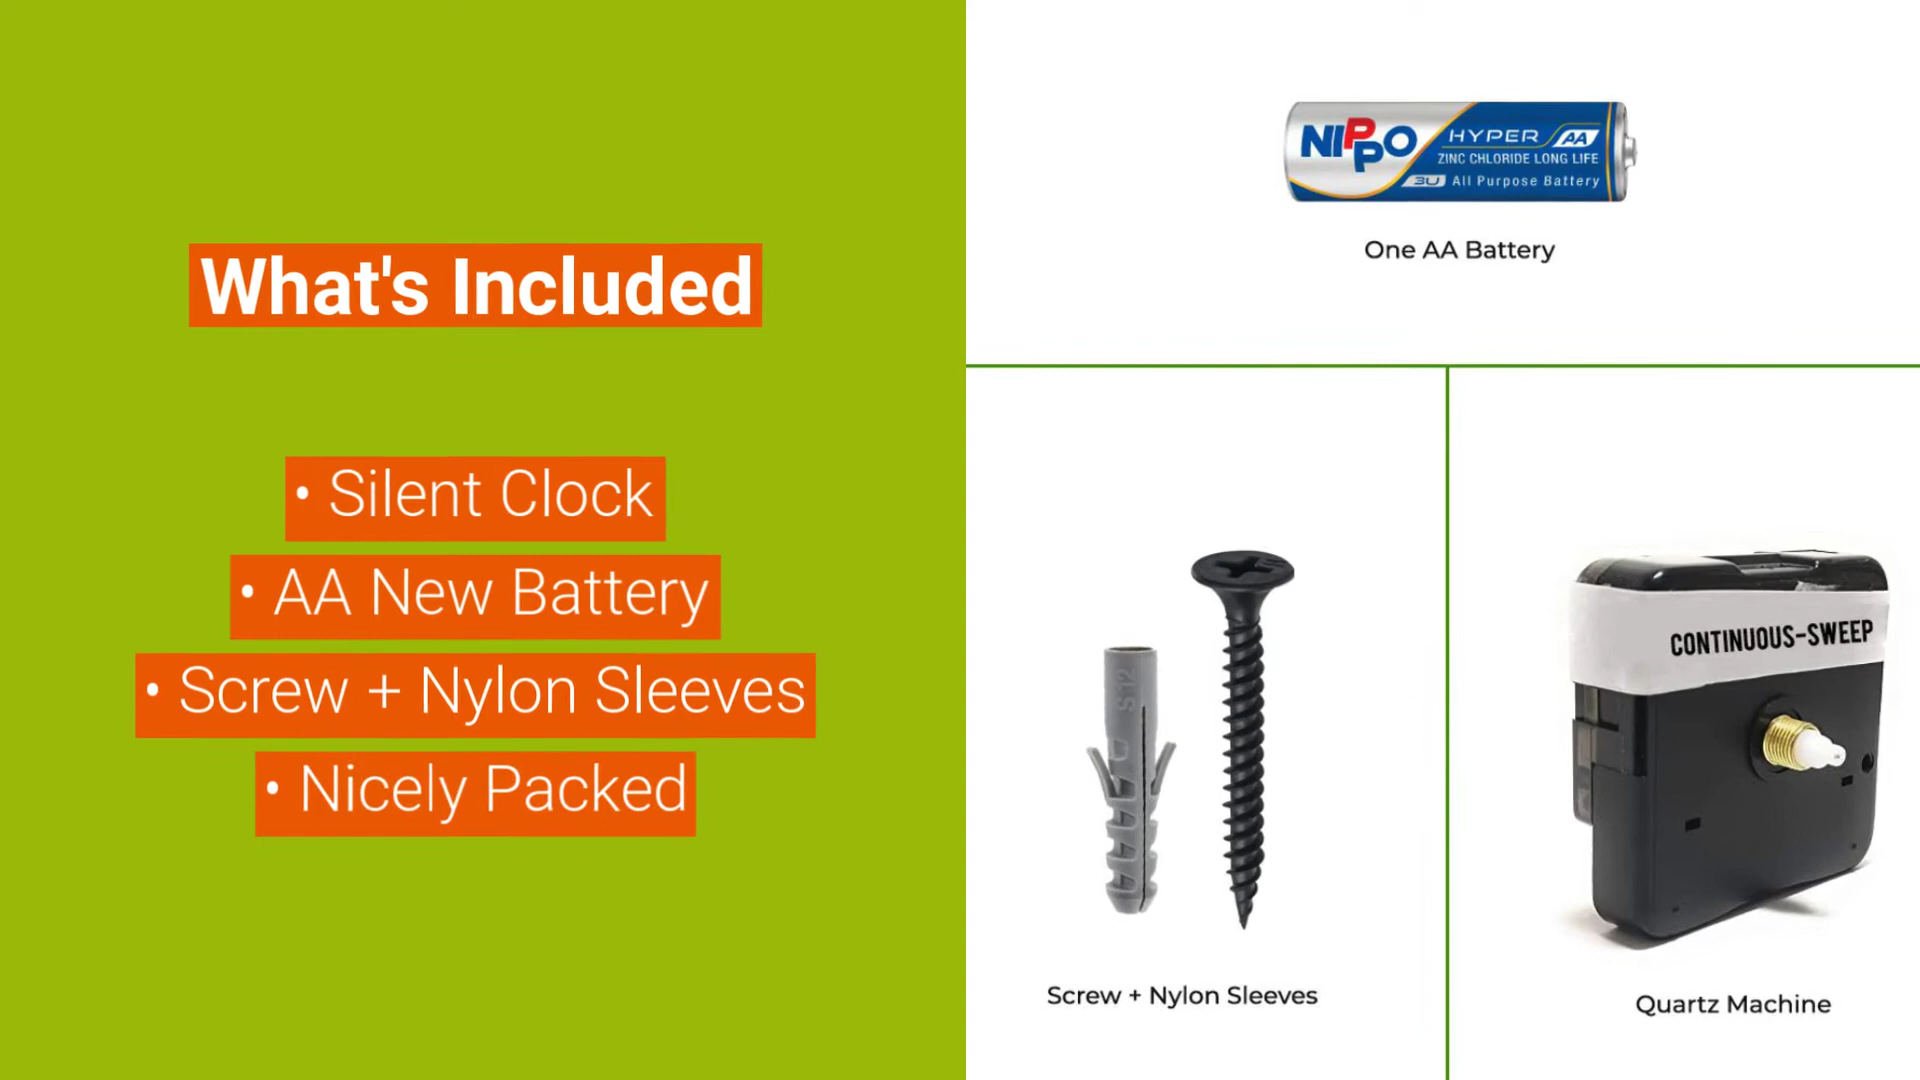 What's Included
• Silent Clock
• AA New Battery
• Screw + Nylon Sleeves
• Nicely Packed
NIPPO
HYPER AA
ZINC CHLORIDE LONG LIFE
3U All Purpose Battery
One AA Battery
S12
Screw + Nylon Sleeves
CONTINUOUS-SWEEP
Quartz Machine